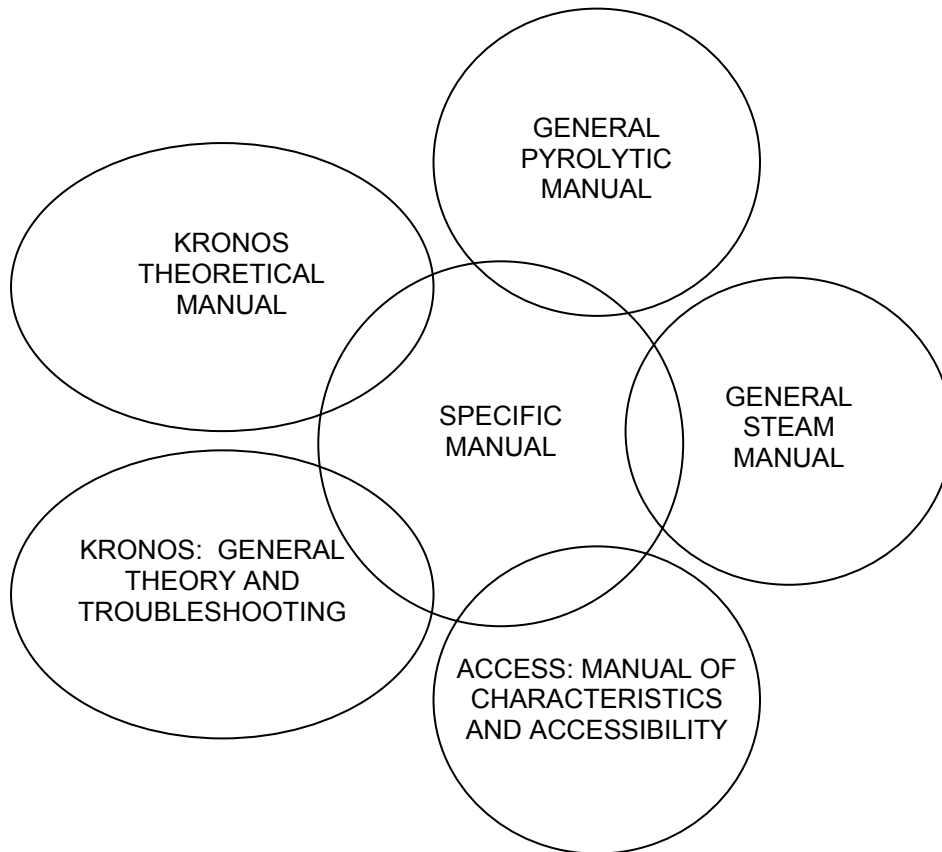 GENERAL
PYROLYTIC
MANUAL
KRONOS
THEORETICAL
MANUAL
SPECIFIC
MANUAL
GENERAL
STEAM
MANUAL
KRONOS: GENERAL
THEORY AND
TROUBLESHOOTING
ACCESS: MANUAL OF
CHARACTERISTICS
AND ACCESSIBILITY